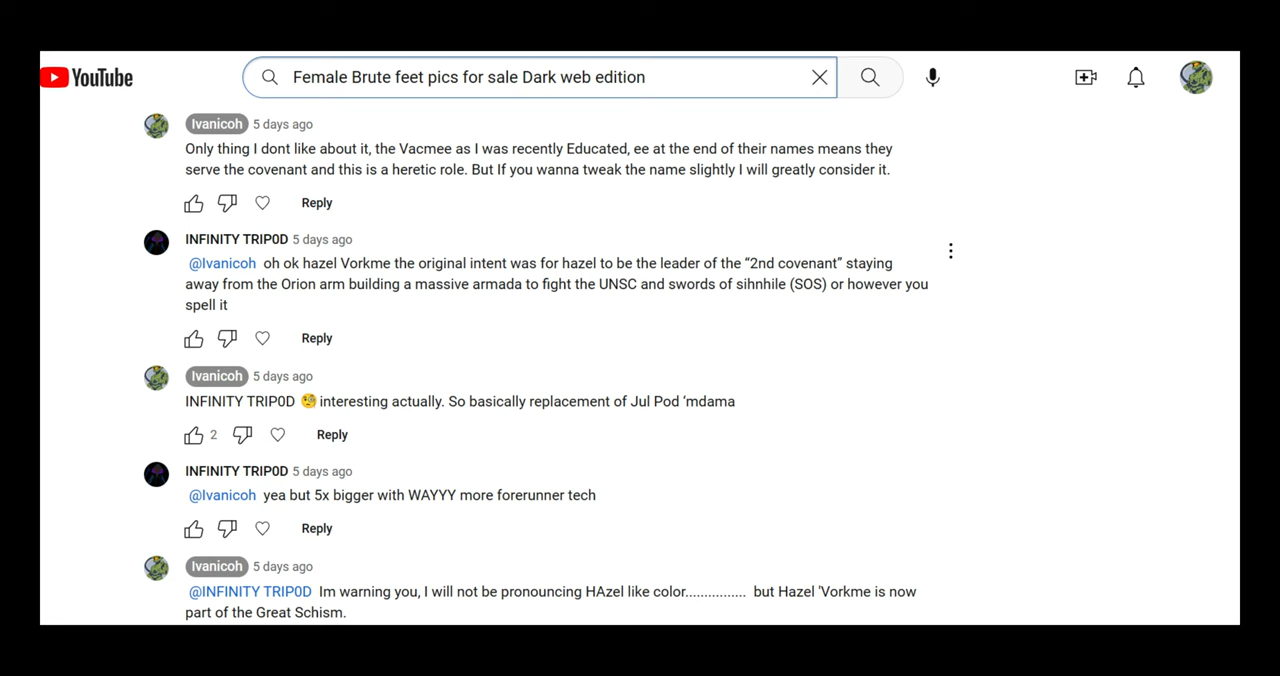 YouTube
Female Brute feet pics for sale Dark web edition
Ivanicoh 5 days ago
Only thing I dont like about it, the Vacmee as I was recently Educated, ee at the end of their names means they
serve the covenant and this is a heretic role. But If you wanna tweak the name slightly I will greatly consider it.
Reply
INFINITY TRIP0D 5 days ago
@Ivanicoh oh ok hazel Vorkme the original intent was for hazel to be the leader of the “2nd covenant” staying
away from the Orion arm building a massive armada to fight the UNSC and swords of sihnhile (SOS) or however you
spell it
Reply
Ivanicoh 5 days ago
INFINITY TRIP0D 🧐 interesting actually. So basically replacement of Jul Pod ‘mdama
2 Reply
INFINITY TRIP0D 5 days ago
@Ivanicoh yea but 5x bigger with WAYYY more forerunner tech
Reply
Ivanicoh 5 days ago
@INFINITY TRIP0D Im warning you, I will not be pronouncing HAzel like color............... but Hazel 'Vorkme is now
part of the Great Schism.